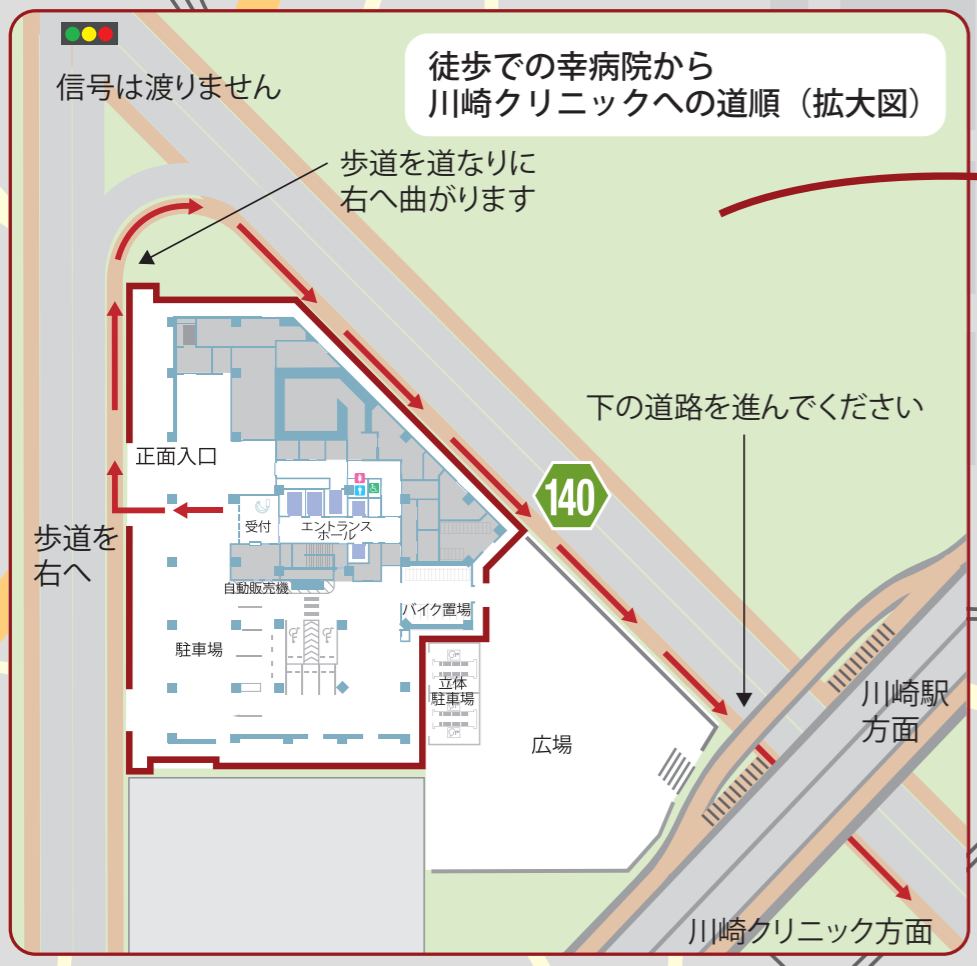 徒歩での幸病院から
川崎クリニックへの道順（拡大図）
信号は渡りません
歩道を道なりに
右へ曲がります
下の道路を進んでください
正面入口
140
歩道を
右へ
受付
エントランス
ホール
自動販売機
バイク置場
駐車場
立体
駐車場
広場
川崎駅
方面
川崎クリニック方面